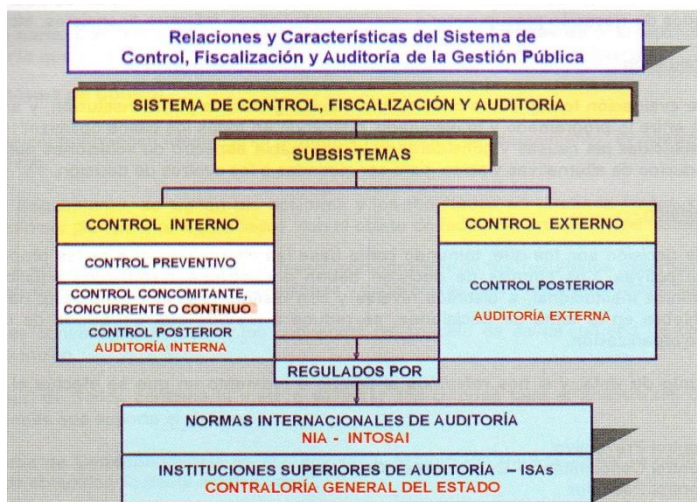 Relaciones y Características del Sistema de
Control, Fiscalización y Auditoría de la Gestión Pública
SISTEMA DE CONTROL, FISCALIZACIÓN Y AUDITORÍA
SUBSISTEMAS
CONTROL INTERNO
CONTROL PREVENTIVO
CONTROL CONCOMITANTE,
CONCURRENTE O CONTINUO
CONTROL POSTERIOR
AUDITORÍA INTERNA
CONTROL EXTERNO
CONTROL POSTERIOR
AUDITORÍA EXTERNA
REGULADOS POR
NORMAS INTERNACIONALES DE AUDITORÍA
NIA - INTOSAI
INSTITUCIONES SUPERIORES DE AUDITORÍA – ISAs
CONTRALORÍA GENERAL DEL ESTADO